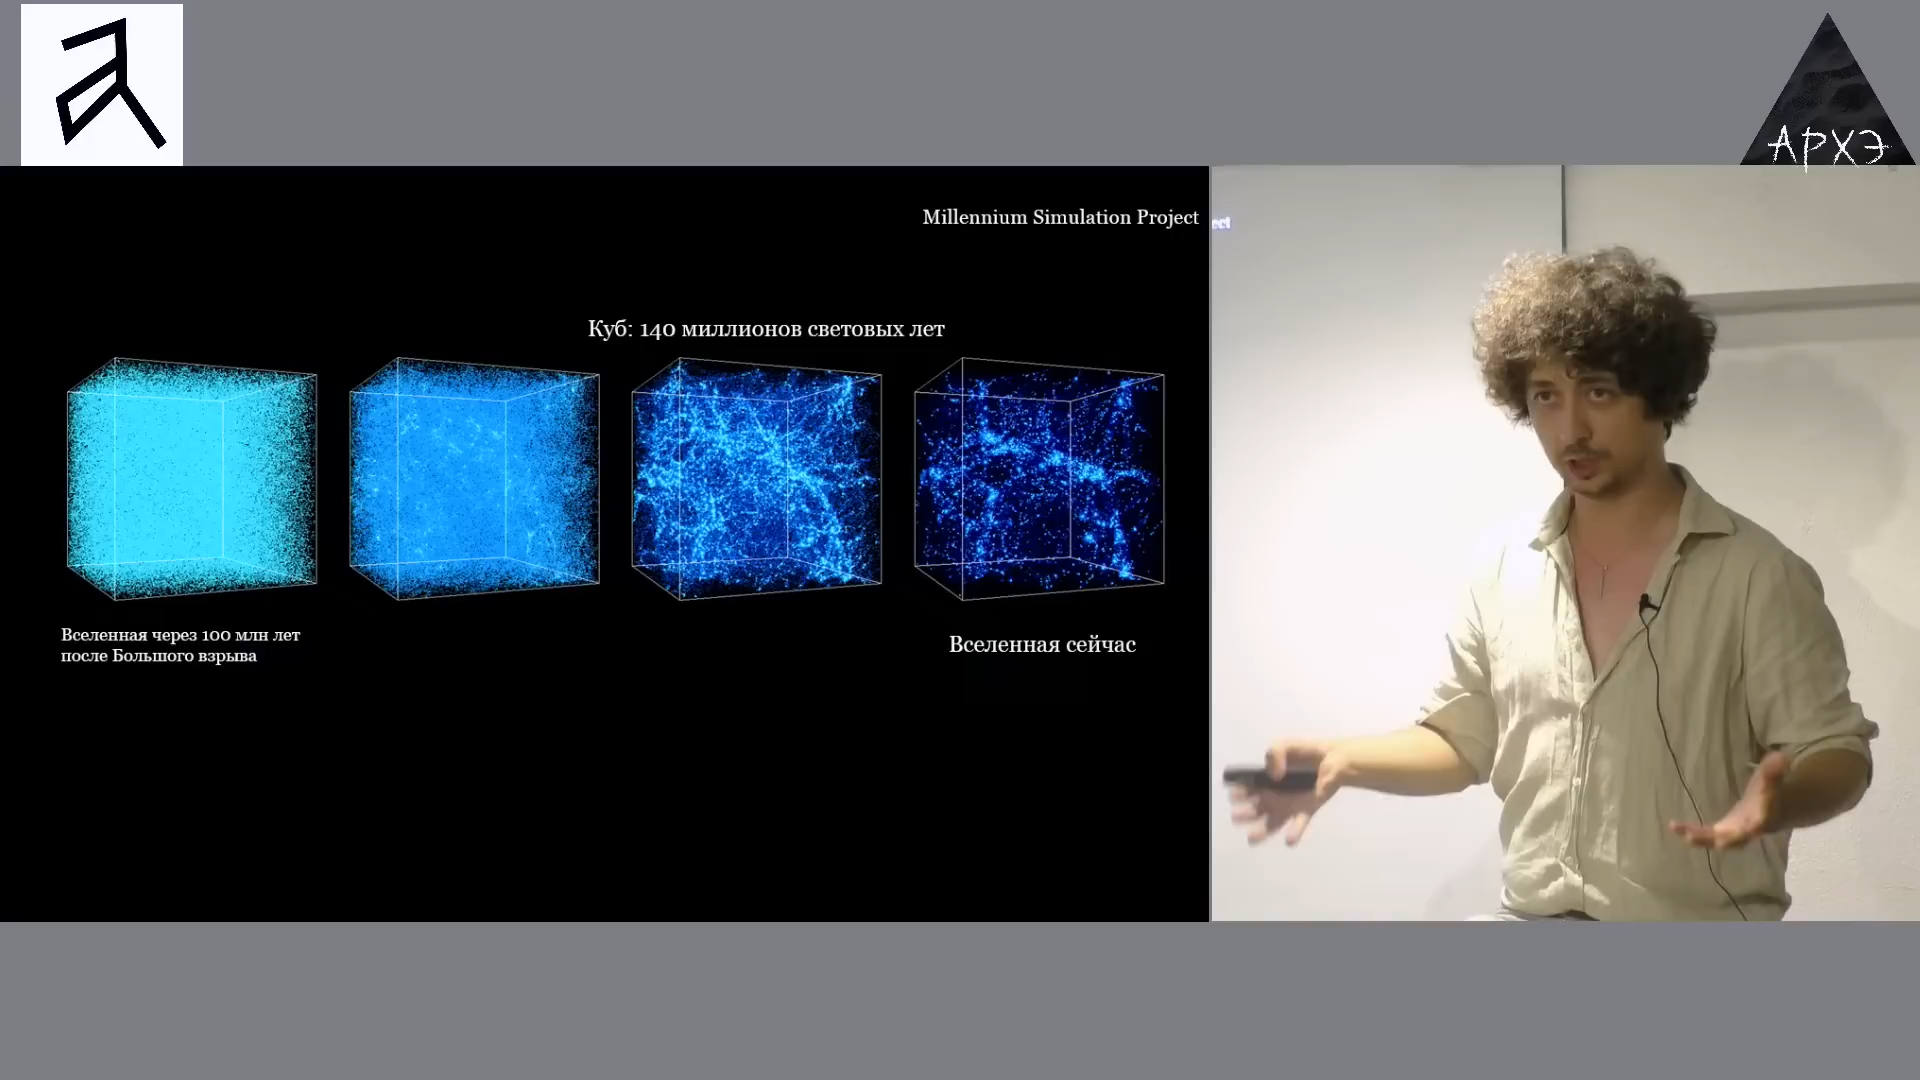 АРХЭ
Millennium Simulation Project
ect
Куб: 140 миллионов световых лет
Вселенная через 100 млн лет
после Большого взрыва
Вселенная сейчас